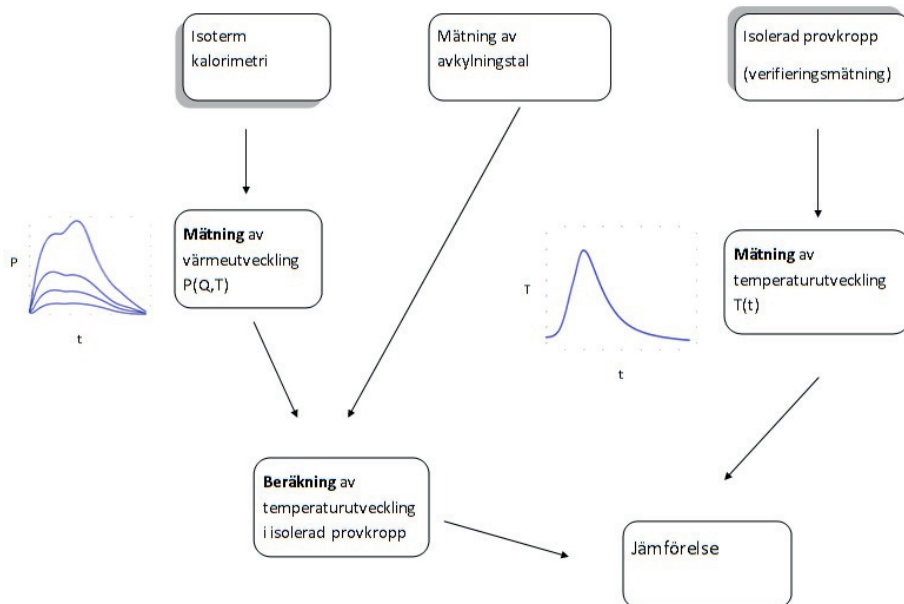 Isoterm
kalorimetri
Mätning av
avkylningstal
Isolerad provkropp
(verifieringsmätning)
P
t
Mätning av
värmeutveckling
P(Q,T)
T
t
Mätning av
temperaturutveckling
T(t)
Beräkning av
temperaturutveckling
i isolerad provkropp
Jämförelse